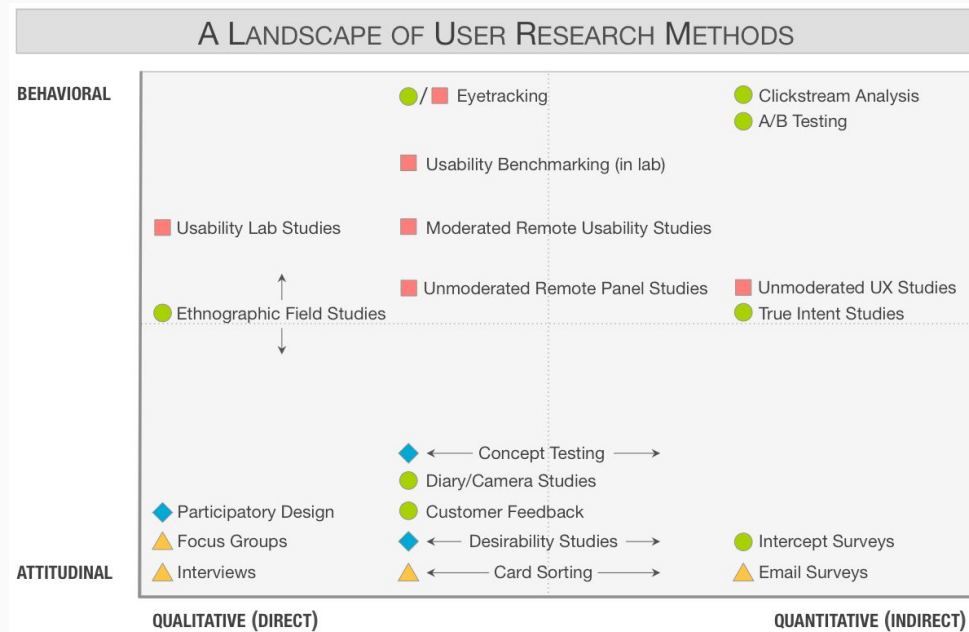 A LANDSCAPE OF USER RESEARCH METHODS
BEHAVIORAL
/ Eyetracking
Clickstream Analysis
A/B Testing
Usability Benchmarking (in lab)
Usability Lab Studies
Moderated Remote Usability Studies
Unmoderated Remote Panel Studies
Unmoderated UX Studies
Ethnographic Field Studies
True Intent Studies
Concept Testing
Diary/Camera Studies
Participatory Design
Customer Feedback
Focus Groups
Desirability Studies
Intercept Surveys
ATTITUDINAL
Interviews
Card Sorting
Email Surveys
QUALITATIVE (DIRECT)
QUANTITATIVE (INDIRECT)